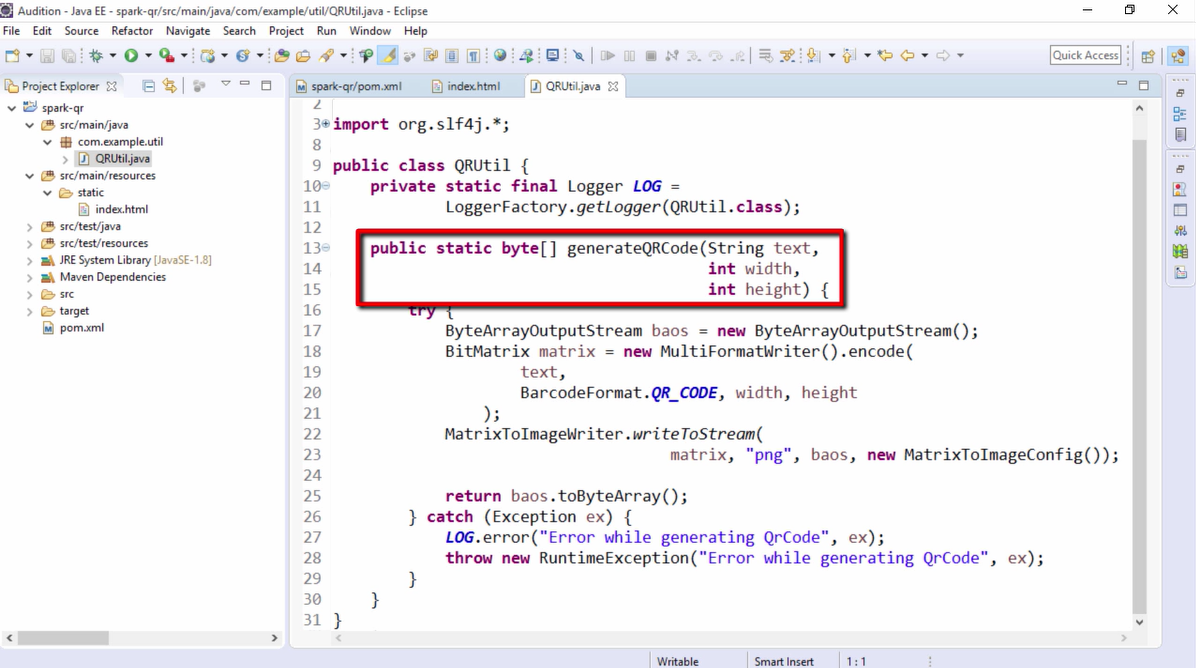 Audition - Java EE - spark-qr/src/main/java/com/example/util/QRUtil.java - Eclipse
File Edit Source Refactor Navigate Search Project Run Window Help
Quick Access
Project Explorer
spark-qr
src/main/java
com.example.util
QRUtil.java
src/main/resources
static
index.html
src/test/java
src/test/resources
JRE System Library [JavaSE-1.8]
Maven Dependencies
src
target
pom.xml
spark-qr/pom.xml index.html QRUtil.java
2
3 import org.slf4j.*;
8
9 public class QRUtil {
10 private static final Logger LOG =
11 LoggerFactory.getLogger(QRUtil.class);
12
13 public static byte[] generateQRCode(String text,
14 int width,
15 int height) {
16 try {
17 ByteArrayOutputStream baos = new ByteArrayOutputStream();
18 BitMatrix matrix = new MultiFormatWriter().encode(
19 text,
20 BarcodeFormat.QR_CODE, width, height
21 );
22 MatrixToImageWriter.writeToStream(
23 matrix, "png", baos, new MatrixToImageConfig());
24
25 return baos.toByteArray();
26 } catch (Exception ex) {
27 LOG.error("Error while generating QrCode", ex);
28 throw new RuntimeException("Error while generating QrCode", ex);
29 }
30 }
31 }
Writable Smart Insert 1 : 1